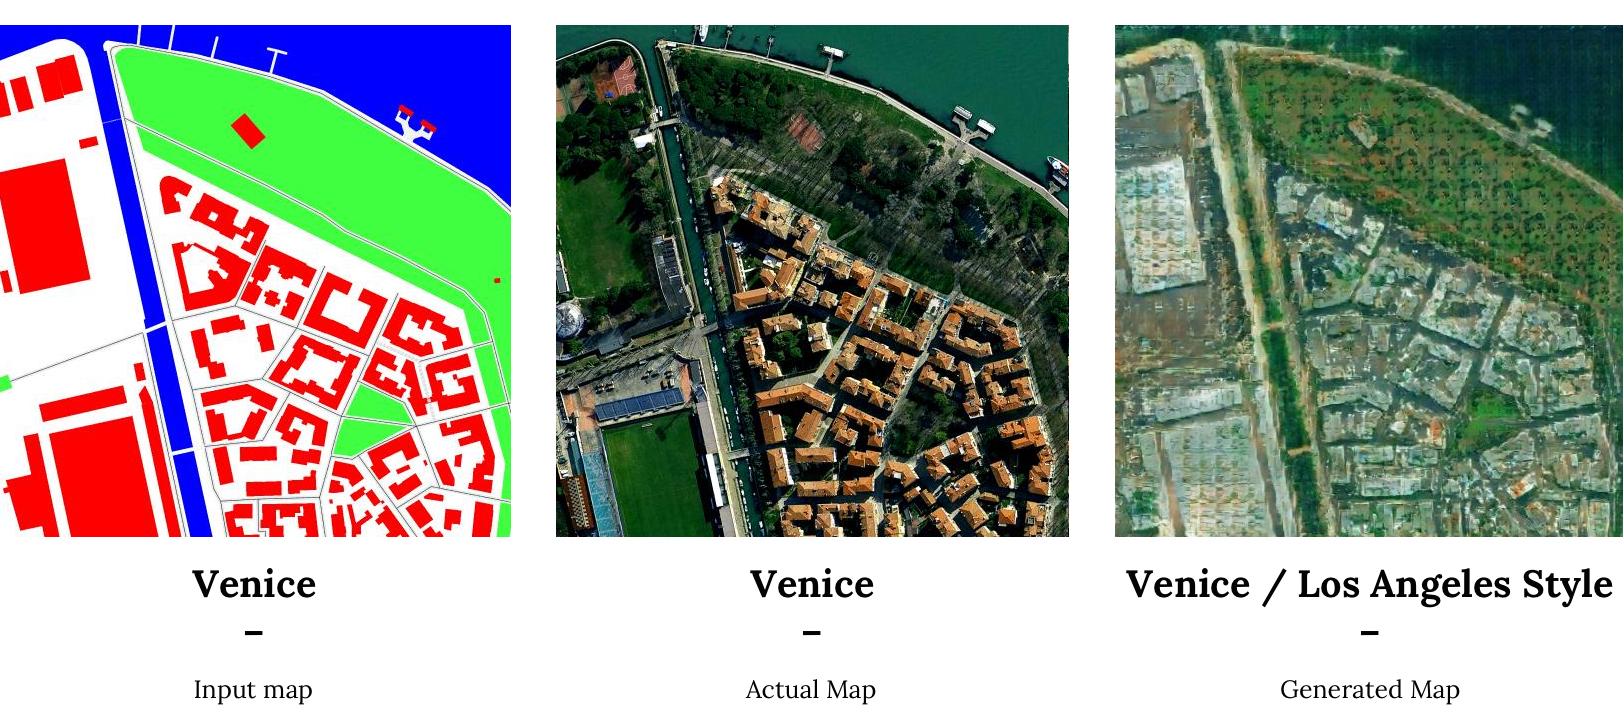 Venice
–
Input map
Venice
–
Actual Map
Venice / Los Angeles Style
–
Generated Map